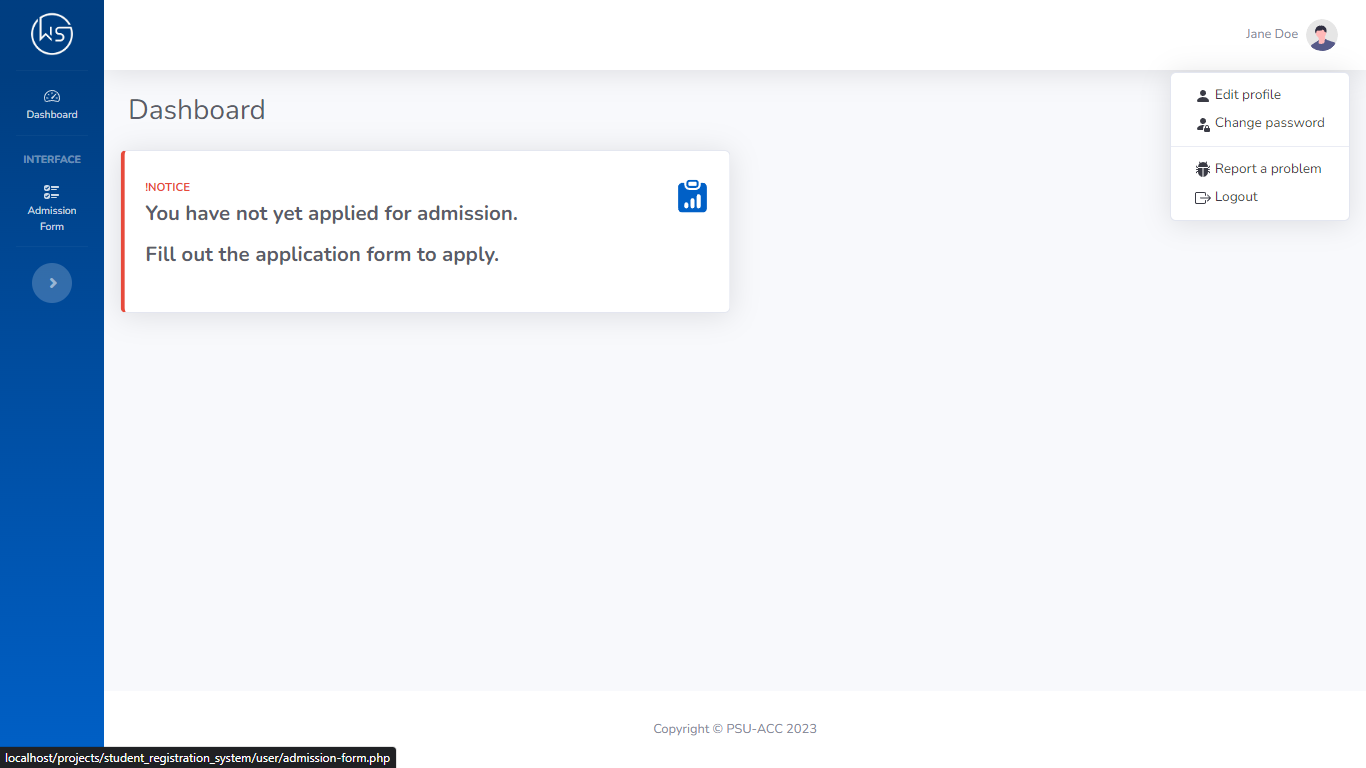 WS
Jane Doe
Dashboard
INTERFACE
Admission
Form
Dashboard
!NOTICE
You have not yet applied for admission.
Fill out the application form to apply.
Edit profile
Change password
Report a problem
Logout
Copyright © PSU-ACC 2023
localhost/projects/student_registration_system/user/admission-form.php